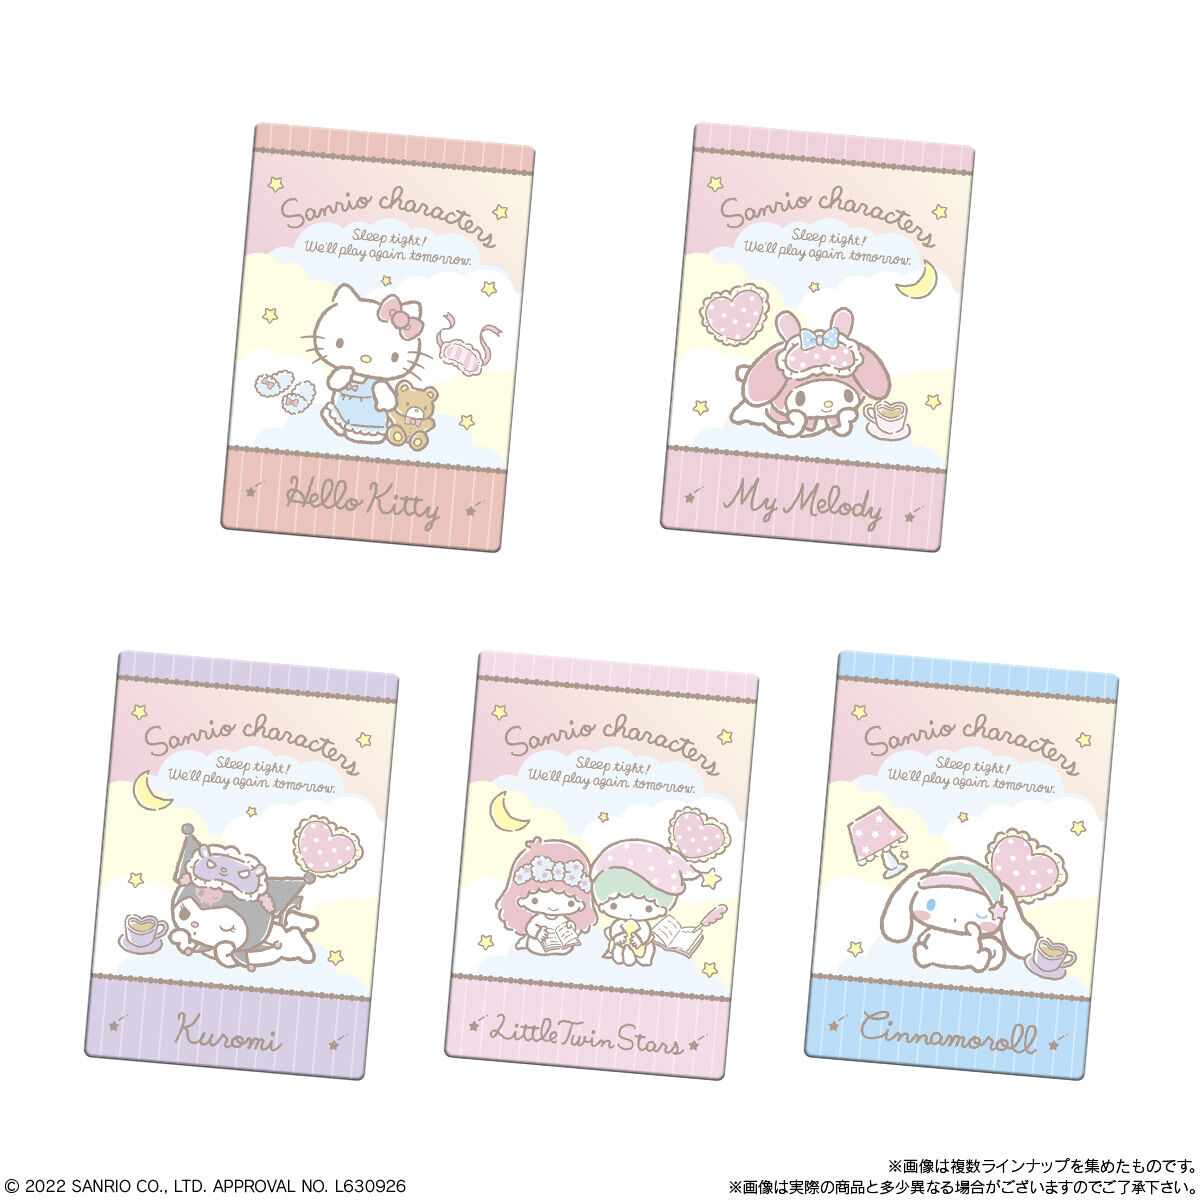 Sanrio characters
Sleep tight!
We'll play again tomorrow.
Hello Kitty
Sanrio characters
Sleep tight!
We'll play again tomorrow.
My Melody
Sanrio characters
Sleep tight!
We'll play again tomorrow.
Kuromi
Sanrio characters
Sleep tight!
We'll play again tomorrow.
LittleTwinStars
Sanrio characters
Sleep tight!
We'll play again tomorrow.
Cinnamoroll
※画像は複数ラインナップを集めたものです。
© 2022 SANRIO CO., LTD. APPROVAL NO. L630926
※画像は実際の商品と多少異なる場合がございますのでご了承下さい。